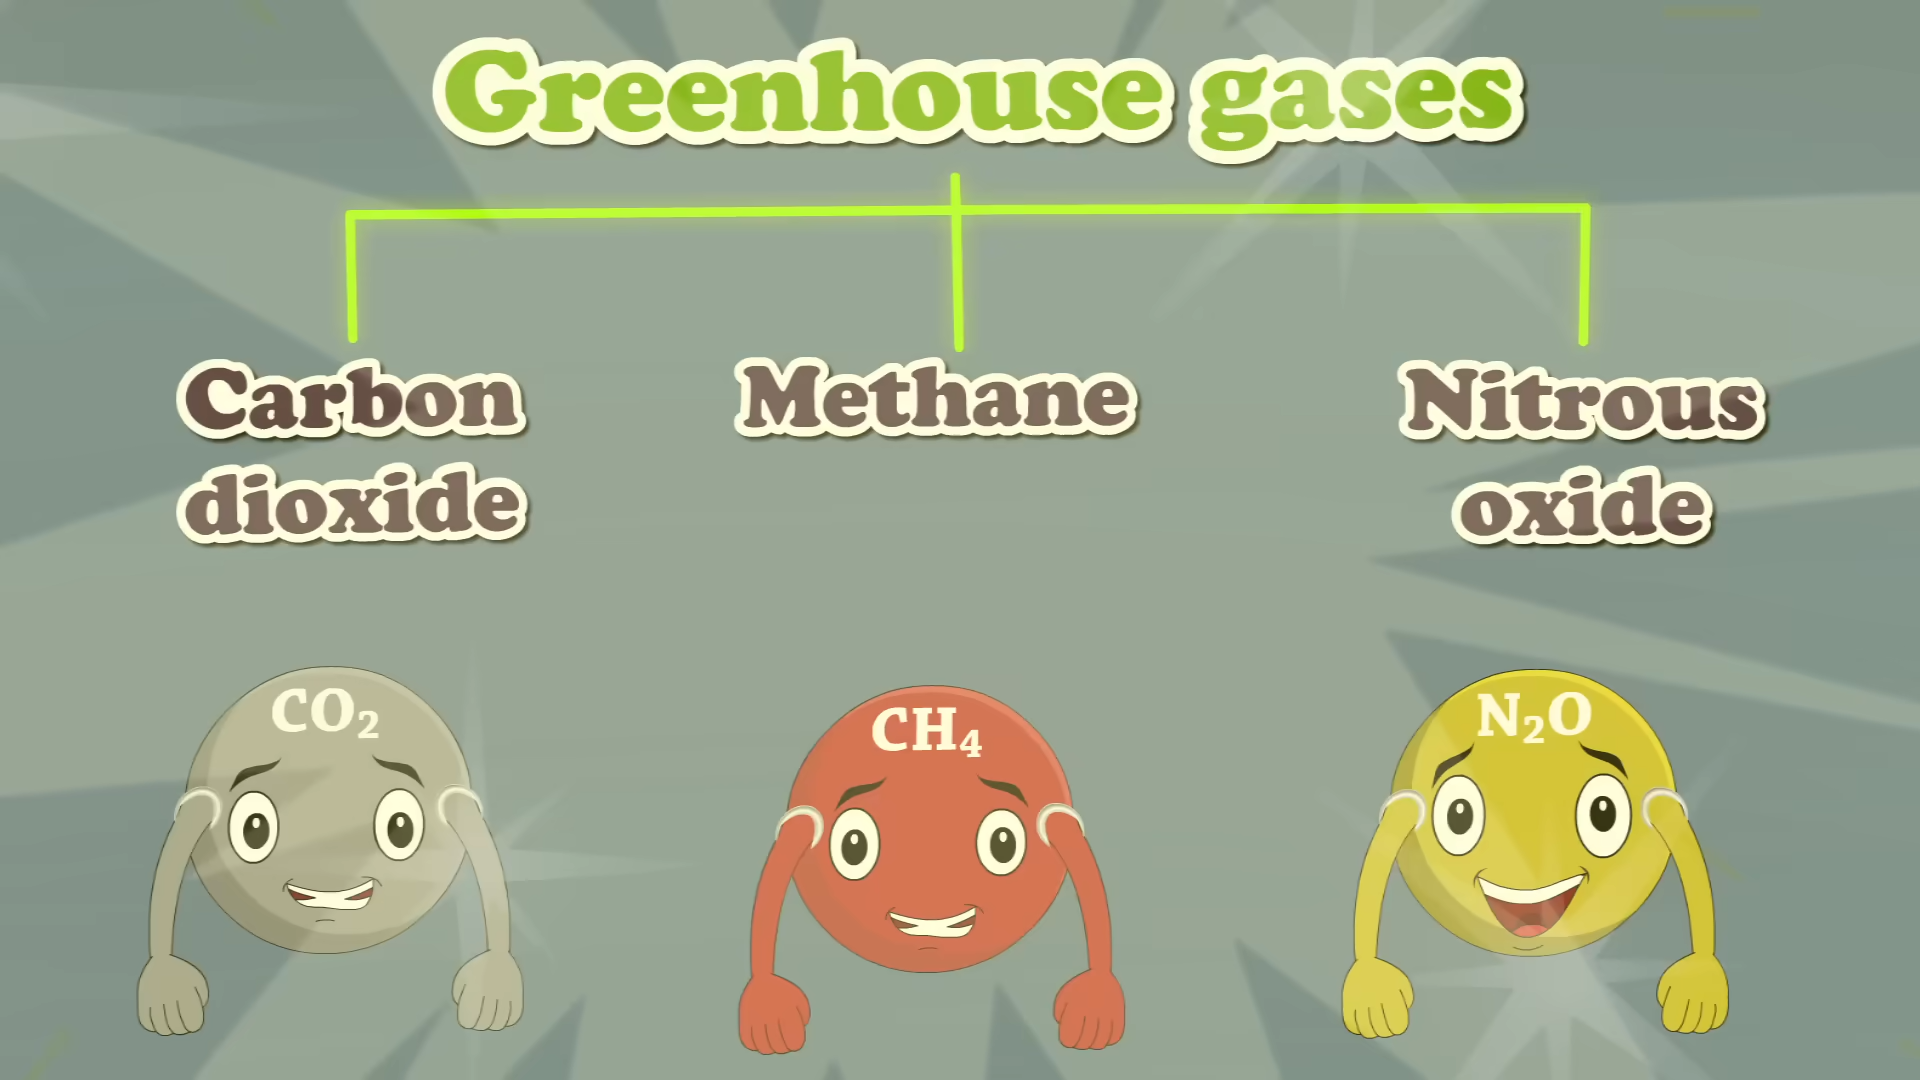 Greenhouse gases
Carbon
dioxide
Methane
Nitrous
oxide
CO₂
CH₄
N₂O